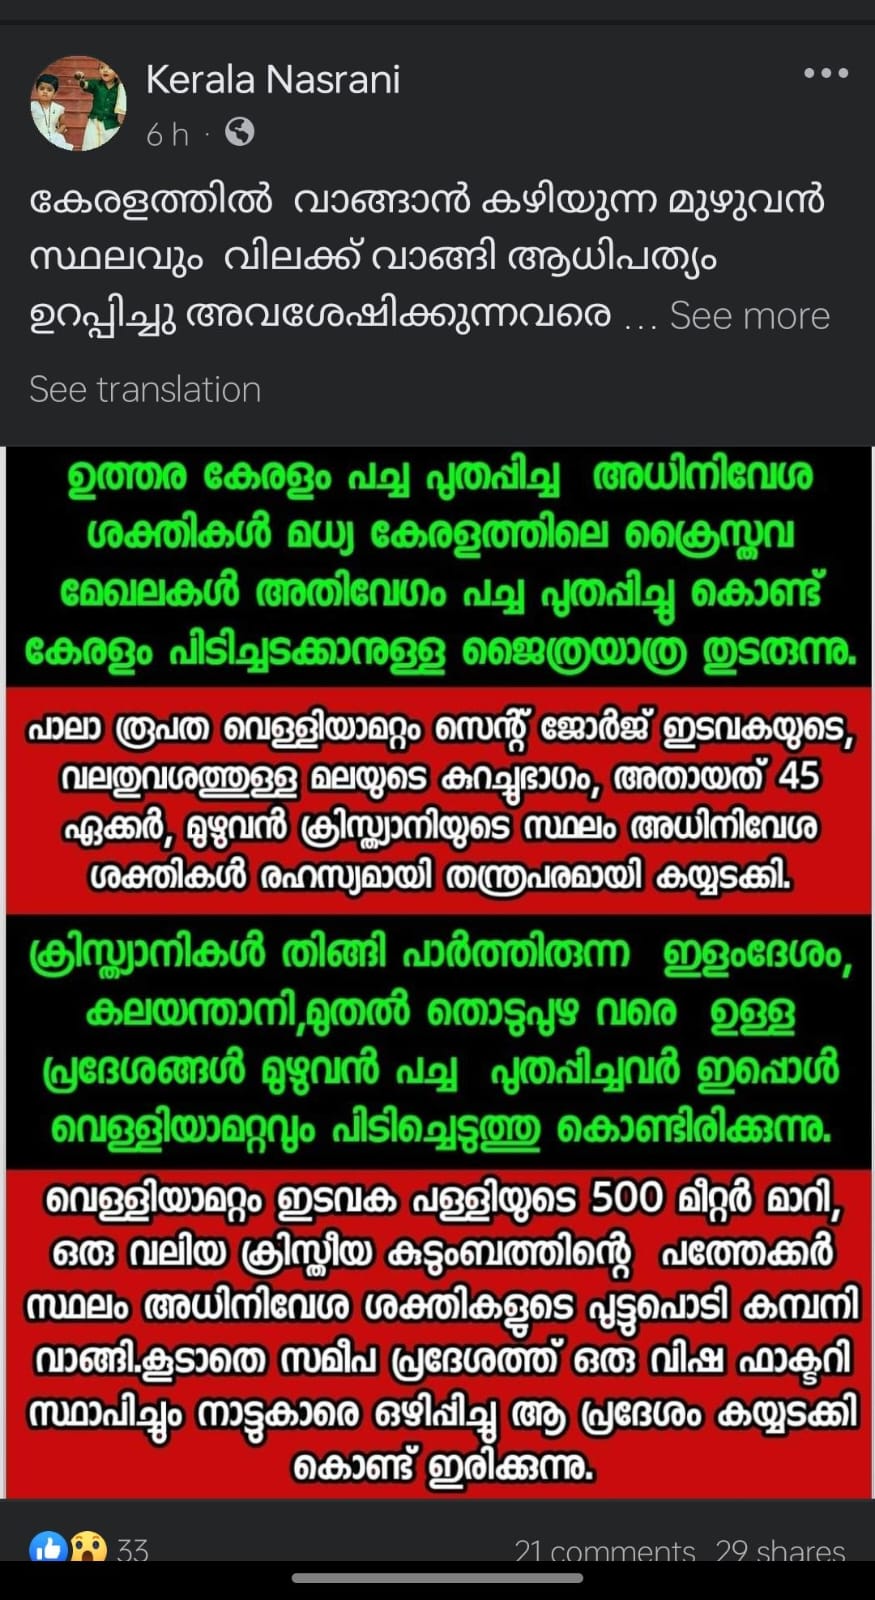 Kerala Nasrani
6 h ·
കേരളത്തിൽ വാങ്ങാൻ കഴിയുന്ന മുഴുവൻ
സ്ഥലവും വിലക്ക് വാങ്ങി ആധിപത്യം
ഉറപ്പിച്ചു അവശേഷിക്കുന്നവരെ ... See more
See translation
ഉത്തര കേരളം പച്ച പുതപ്പിച്ച അധിനിവേശ
ശക്തികൾ മധ്യ കേരളത്തിലെ ക്രൈസ്തവ
മേഖലകൾ അതിവേഗം പച്ച പുതപ്പിച്ചു കൊണ്ട്
കേരളം പിടിച്ചടക്കാനുള്ള ജൈത്രയാത്ര തുടരുന്നു.
പാലാ രൂപത വെള്ളിയാമറ്റം സെന്റ് ജോർജ് ഇടവകയുടെ,
വലതുവശത്തുള്ള മലയുടെ കുറച്ചുഭാഗം, അതായത് 45
ഏക്കർ, മുഴുവൻ ക്രിസ്ത്യാനിയുടെ സ്ഥലം അധിനിവേശ
ശക്തികൾ രഹസ്യമായി തന്ത്രപരമായി കയ്യടക്കി.
ക്രിസ്ത്യാനികൾ തിങ്ങി പാർത്തിരുന്ന ഇളംദേശം,
കലയന്താനി,മുതൽ തൊടുപുഴ വരെ ഉള്ള
പ്രദേശങ്ങൾ മുഴുവൻ പച്ച പുതപ്പിച്ചവർ ഇപ്പൊൾ
വെള്ളിയാമറ്റവും പിടിച്ചെടുത്തു കൊണ്ടിരിക്കുന്നു.
വെള്ളിയാമറ്റം ഇടവക പള്ളിയുടെ 500 മീറ്റർ മാറി,
ഒരു വലിയ ക്രിസ്തീയ കുടുംബത്തിന്റെ പത്തേക്കർ
സ്ഥലം അധിനിവേശ ശക്തികളുടെ പുട്ടുപൊടി കമ്പനി
വാങ്ങി.കൂടാതെ സമീപ പ്രദേശത്ത് ഒരു വിഷ ഫാക്ടറി
സ്ഥാപിച്ചും നാട്ടുകാരെ ഒഴിപ്പിച്ചു ആ പ്രദേശം കയ്യടക്കി
കൊണ്ട് ഇരിക്കുന്നു.
33 21 comments 29 shares